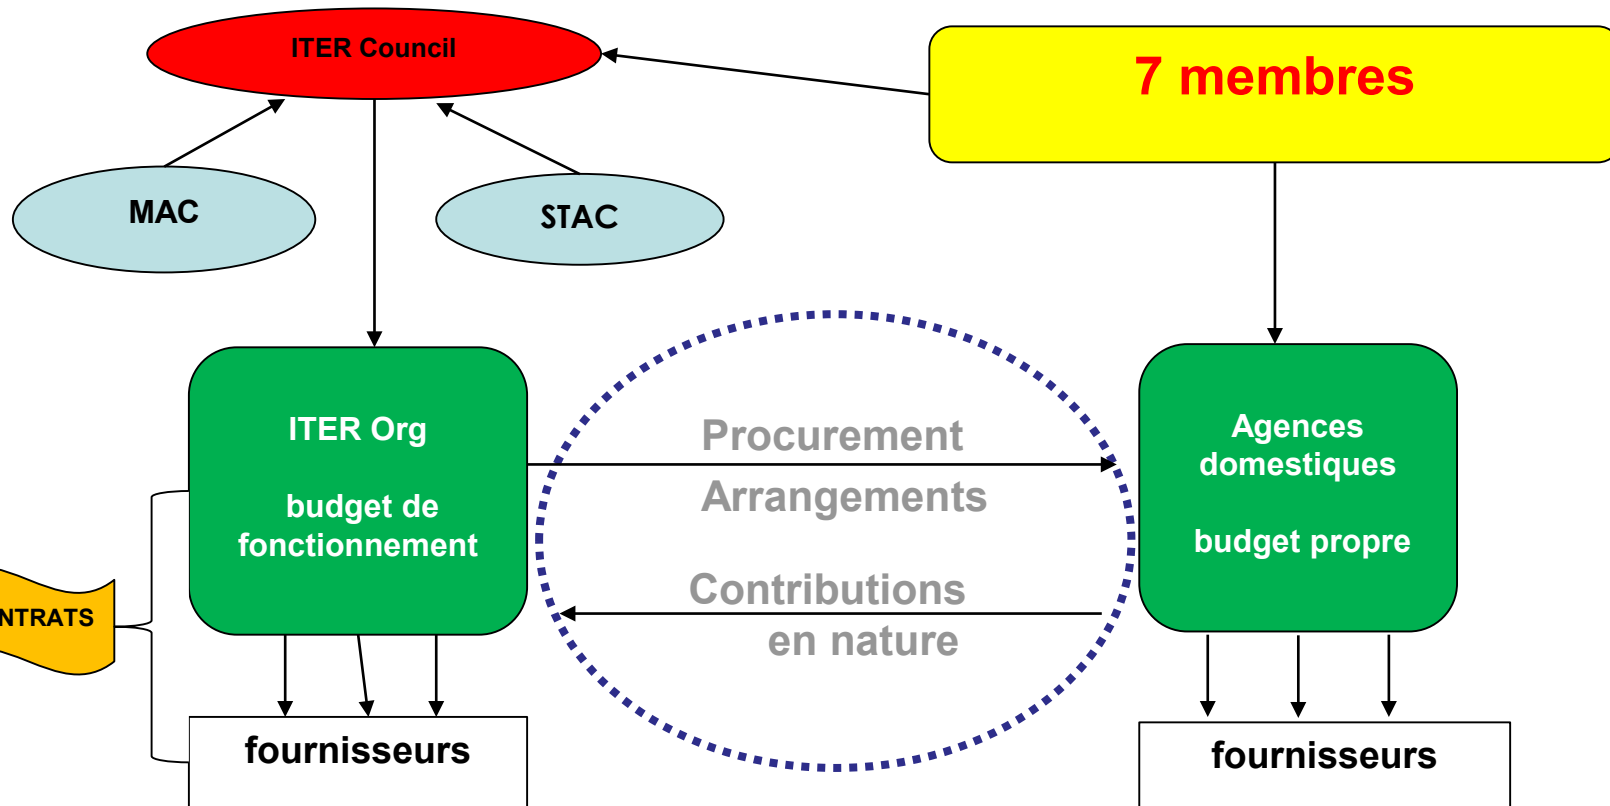 ITER Council
7 membres
MAC
STAC
ITER Org
budget de
fonctionnement
Procurement
Arrangements
Contributions
en nature
Agences
domestiques
budget propre
NTRATS
fournisseurs
fournisseurs